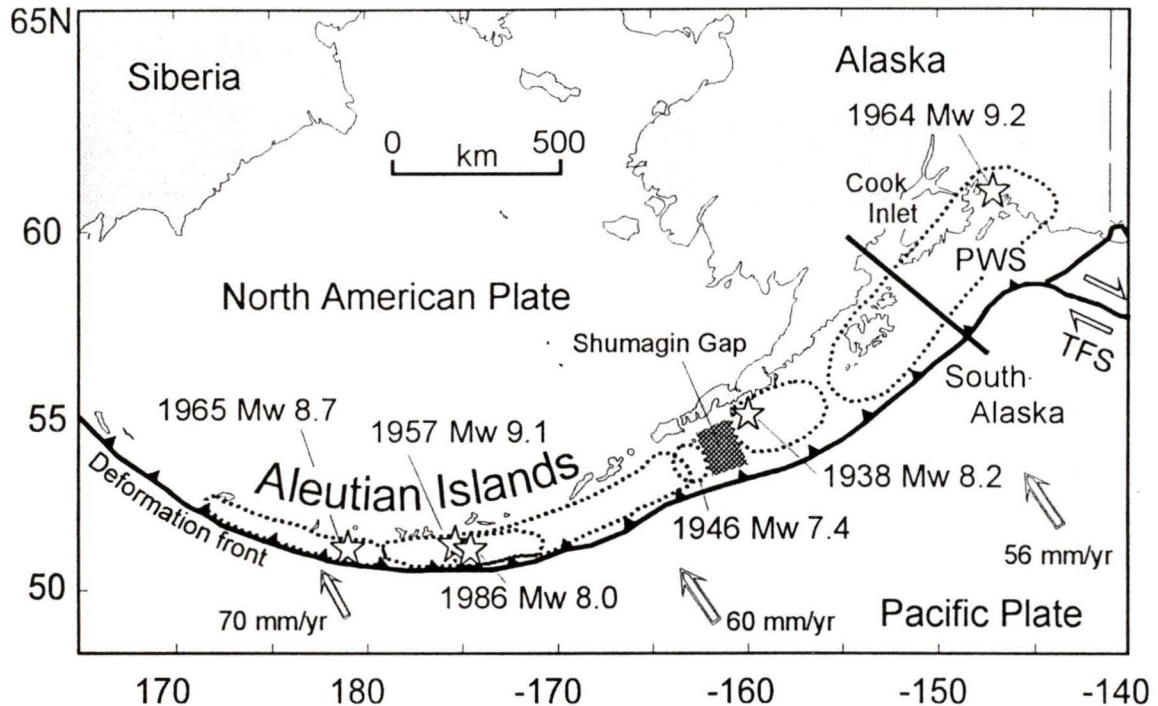 65N
Siberia
Alaska
1964 Mw 9.2
0 500
km
Cook
Inlet
60
PWS
North American Plate
Shumagin Gap
TFS
South
Alaska
55
1965 Mw 8.7
1957 Mw 9.1
Aleutian Islands
Deformation front
1938 Mw 8.2
1946 Mw 7.4
56 mm/yr
50
1986 Mw 8.0
70 mm/yr
60 mm/yr
Pacific Plate
170 180 -170 -160 -150 -140